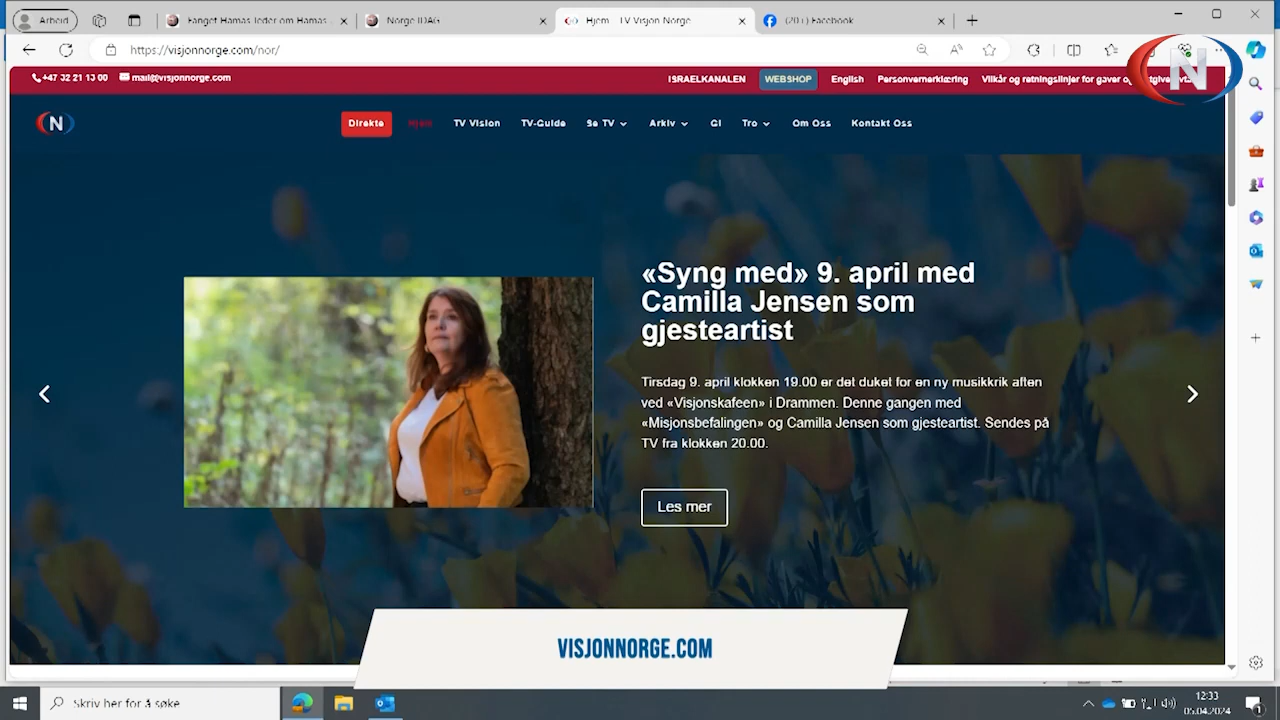 Arbeid
Fanget Hamas-leder om Hamas
Norge IDAG
Hjem - TV Visjon Norge
(20+) Facebook
https://visjonnorge.com/nor/
+47 32 21 13 00 mail@visjonnorge.com
ISRAELKANALEN WEBSHOP English Personvernerklæring Vilkår og retningslinjer for gaver og
N
N
Direkte Hjem TV Vision TV-Guide Se TV Arkiv Gi Tro Om Oss Kontakt Oss
«Syng med» 9. april med
Camilla Jensen som
gjesteartist
Tirsdag 9. april klokken 19.00 er det duket for en ny musikkrik aften
ved «Visjonskafeen» i Drammen. Denne gangen med
«Misjonsbefalingen» og Camilla Jensen som gjesteartist. Sendes på
TV fra klokken 20.00.
Les mer
VISJONNORGE.COM
Skriv her for å søke
12:33
05.04.2024